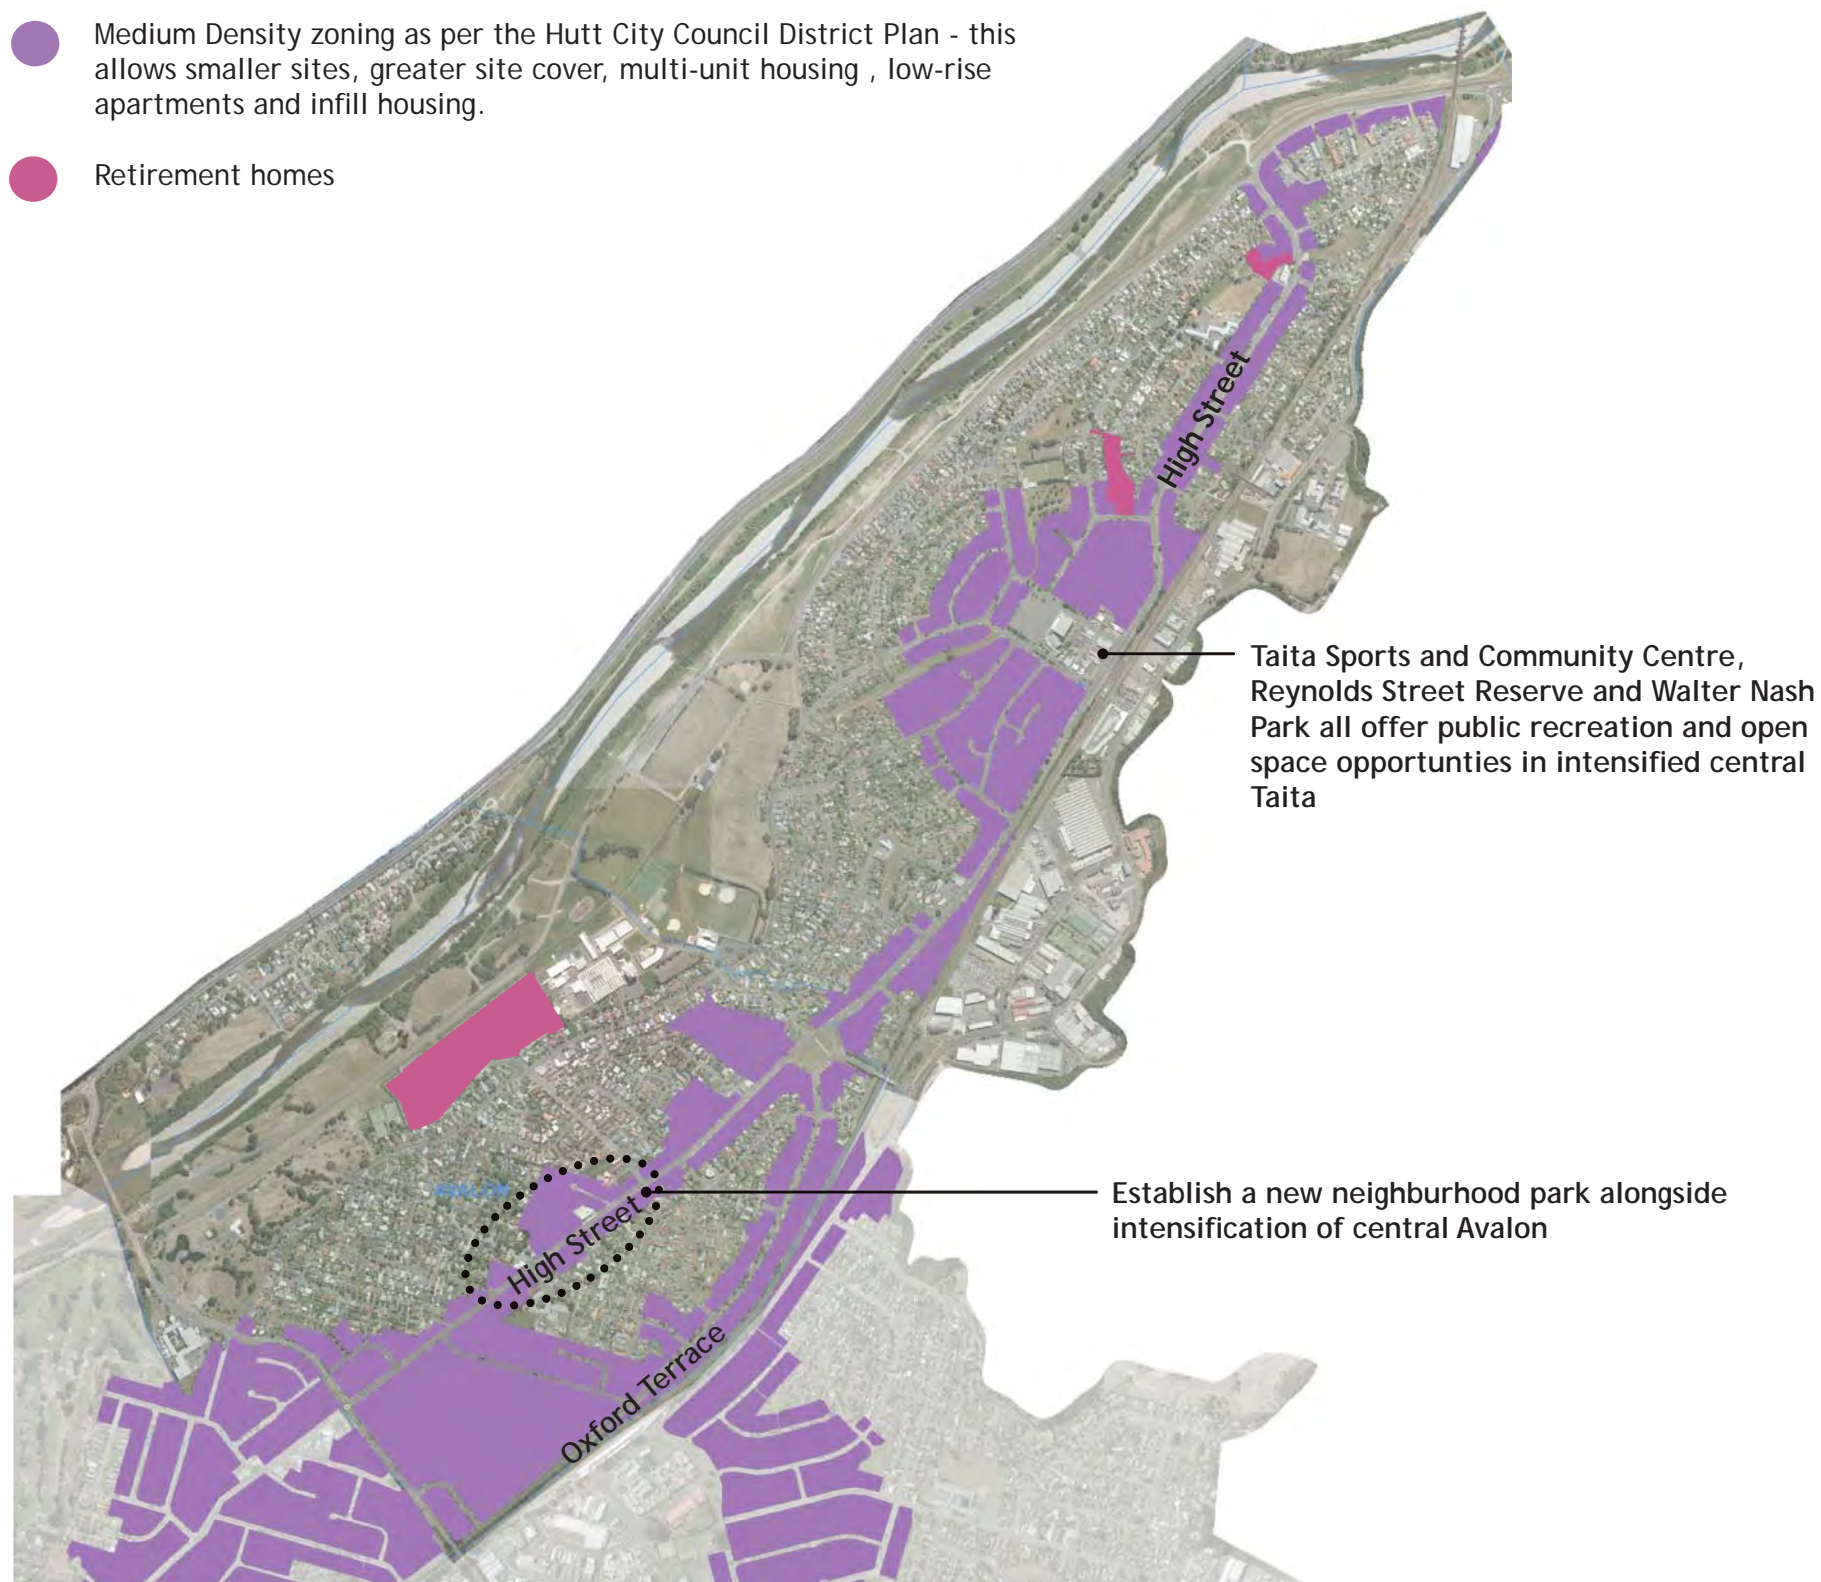 Medium Density zoning as per the Hutt City Council District Plan - this
allows smaller sites, greater site cover, multi-unit housing , low-rise
apartments and infill housing.
Retirement homes
High Street
Taita Sports and Community Centre,
Reynolds Street Reserve and Walter Nash
Park all offer public recreation and open
space opportunties in intensified central
Taita
AVALON
Establish a new neighburhood park alongside
intensification of central Avalon
High Street
Oxford Terrace